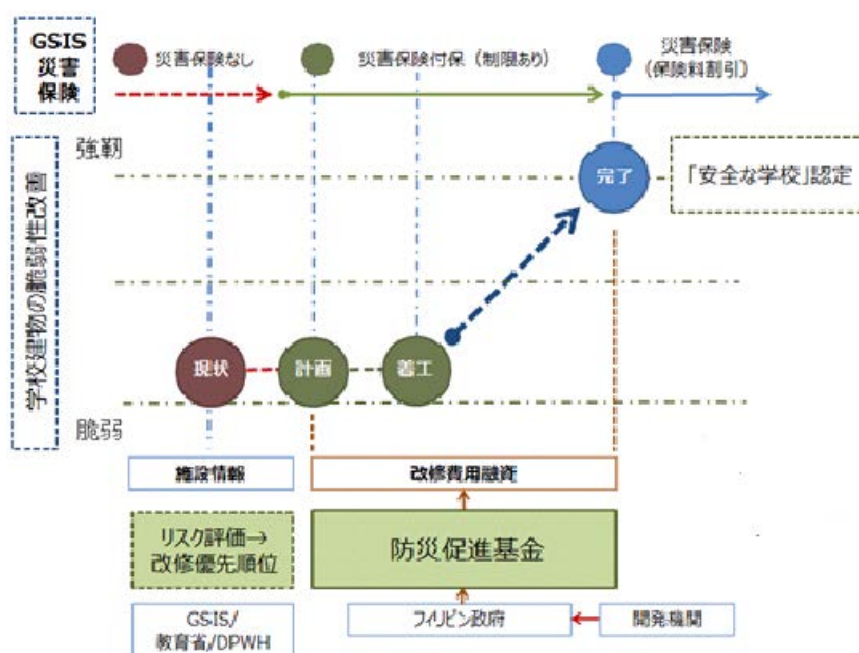 GSIS
災害
保険
災害保険なし
災害保険付保（制限あり）
災害保険
（保険料割引）
強靭
学校建物の脆弱性改善
完了
「安全な学校」認定
現状
計画
着工
脆弱
施設情報
改修費用融資
リスク評価→
改修優先順位
防災促進基金
GSIS/
教育省/DPWH
フィリピン政府
開発機関